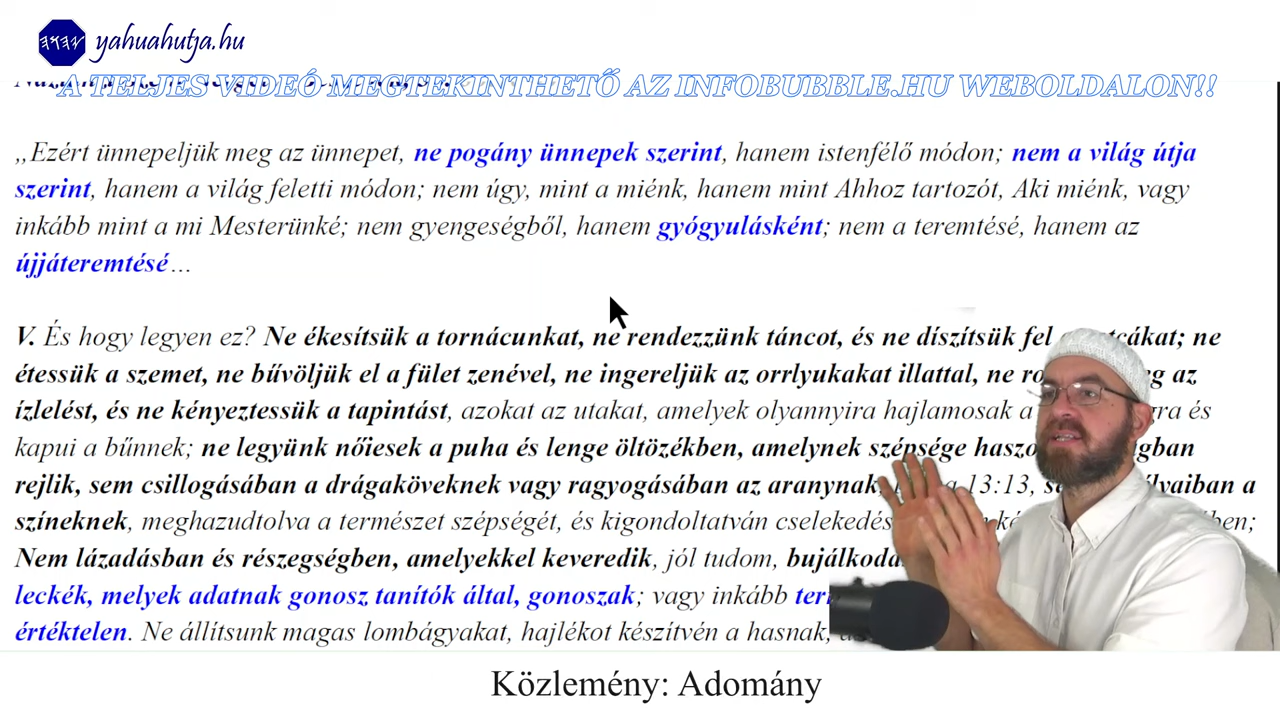 yahuahutja.hu
A TELJES VIDEÓ MEGTEKINTHETŐ AZ INFOBUBBLE.HU WEBOLDALON!!
„Ezért ünnepeljük meg az ünnepet, ne pogány ünnepek szerint, hanem istenfélő módon; nem a világ útja
szerint, hanem a világ feletti módon; nem úgy, mint a miénk, hanem mint Ahhoz tartozót, Aki miénk, vagy
inkább mint a mi Mesterünké; nem gyengeségből, hanem gyógyulásként; nem a teremtésé, hanem az
újjáteremtésé…
V. És hogy legyen ez? Ne ékesítsük a tornácunkat, ne rendezzünk táncot, és ne díszítsük fel ne
étessük a szemet, ne bűvöljük el a fület zenével, ne ingereljük az orrlyukakat illattal, ne az
ízlelést, és ne kényeztessük a tapintást, azokat az utakat, amelyek olyannyira hajlamosak a és
kapui a bűnnek; ne legyünk nőiesek a puha és lenge öltözékben, amelynek szépsége
rejlik, sem csillogásában a drágaköveknek vagy ragyogásában az aranynak, 13:13, a
színeknek, meghazudtolva a természet szépségét, és kigondoltatván
Nem lázadásban és részegségben, amelyekkel keveredik, jól tudom,
leckék, melyek adatnak gonosz tanítók által, gonoszak; vagy inkább
értéktelen. Ne állítsunk magas lombágyakat, hajlékot készítvén a hasnak,
Közlemény: Adomány